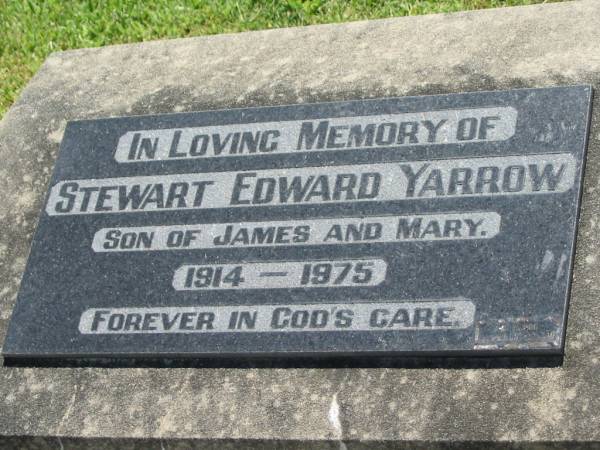 IN LOVING MEMORY OF
STEWART EDWARD YARROW
SON OF JAMES AND MARY.
1914 — 1975
FOREVER IN GOD'S CARE.